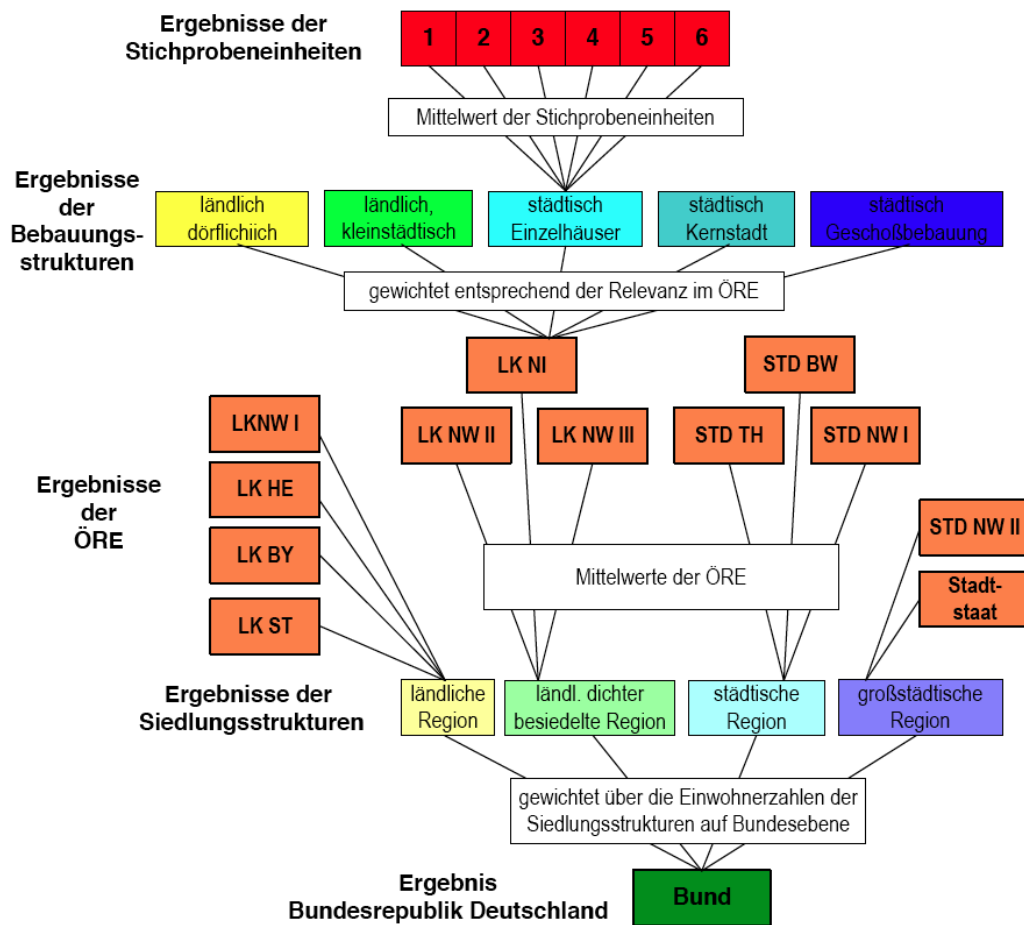 Ergebnisse der
Stichprobeneinheiten
1 2 3 4 5 6
Mittelwert der Stichprobeneinheiten
Ergebnisse
der
Bebauungs-
strukturen
ländlich
dörflichiich
ländlich,
kleinstädtisch
städtisch
Einzelhäuser
städtisch
Kernstadt
städtisch
Geschoßbebauung
gewichtet entsprechend der Relevanz im ÖRE
LK NI
STD BW
LKNW I
LK NW II
LK NW III
STD TH
STD NW I
Ergebnisse
der
ÖRE
LK HE
LK BY
LK ST
STD NW II
Stadt-
staat
Mittelwerte der ÖRE
Ergebnisse der
Siedlungsstrukturen
ländliche
Region
ländl. dichter
besiedelte Region
städtische
Region
großstädtische
Region
gewichtet über die Einwohnerzahlen der
Siedlungsstrukturen auf Bundesebene
Ergebnis
Bundesrepublik Deutschland
Bund